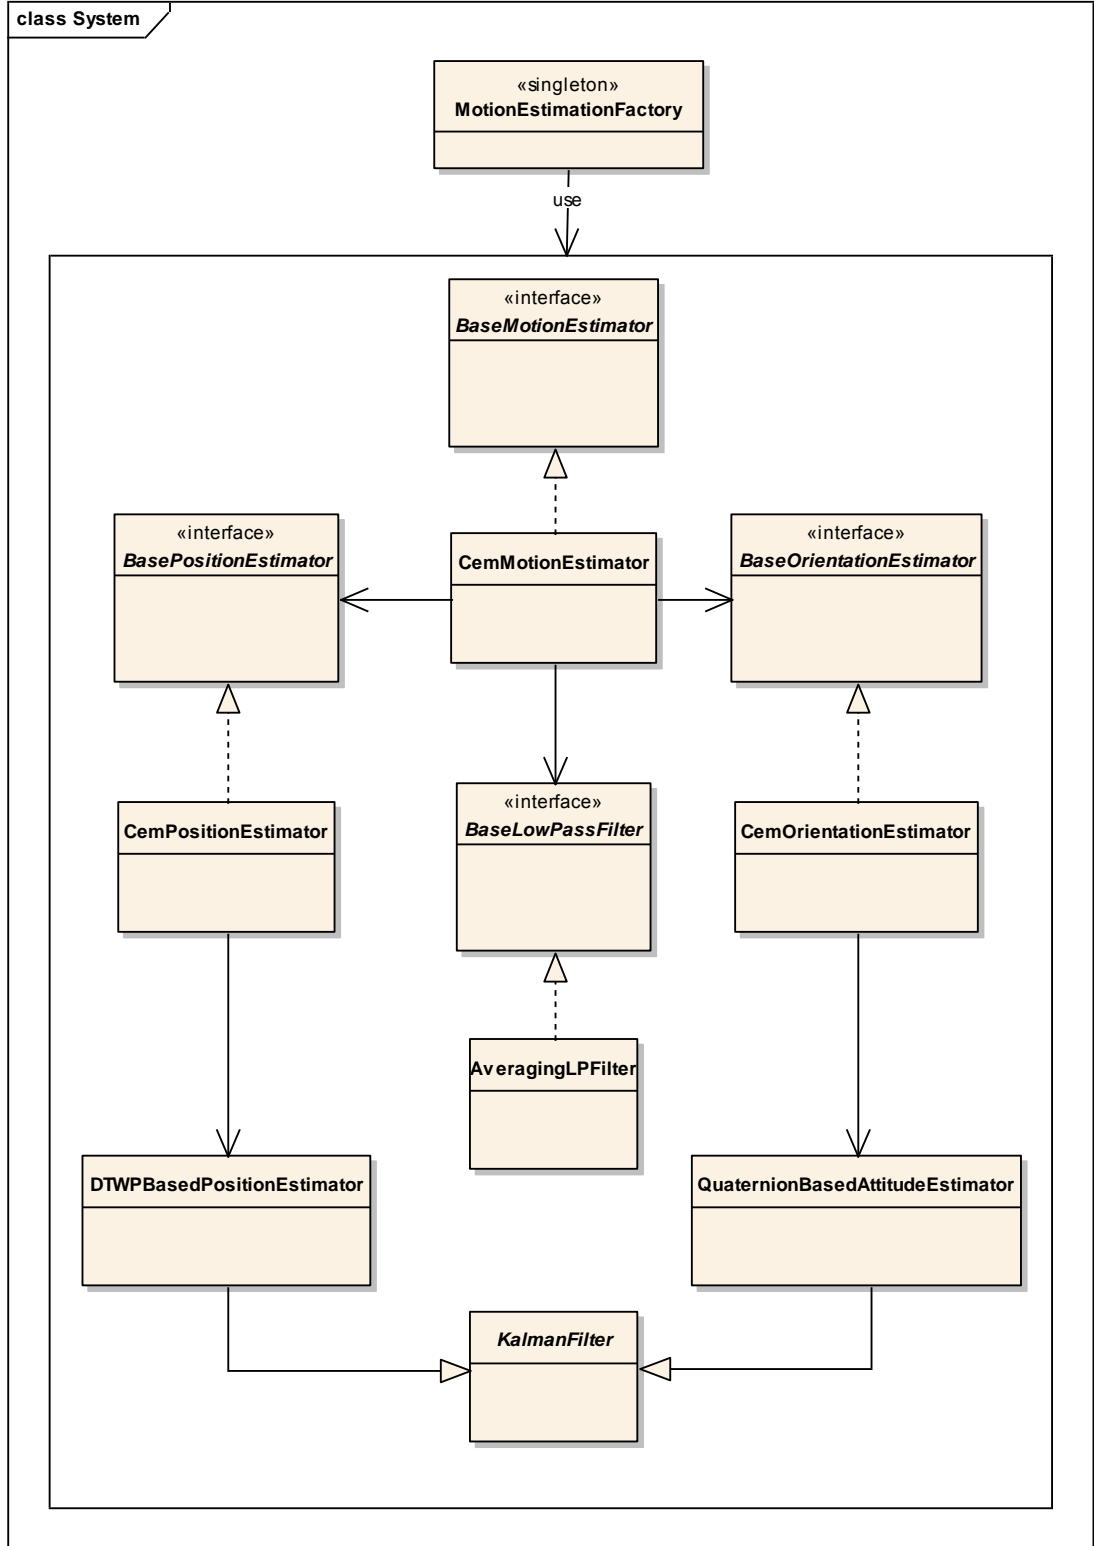 class System
«singleton»
MotionEstimationFactory
use
«interface»
BaseMotionEstimator
«interface»
BasePositionEstimator
CemMotionEstimator
«interface»
BaseOrientationEstimator
CemPositionEstimator
«interface»
BaseLowPassFilter
CemOrientationEstimator
AveragingLPFilter
DTWPBasedPositionEstimator
QuaternionBasedAttitudeEstimator
KalmanFilter